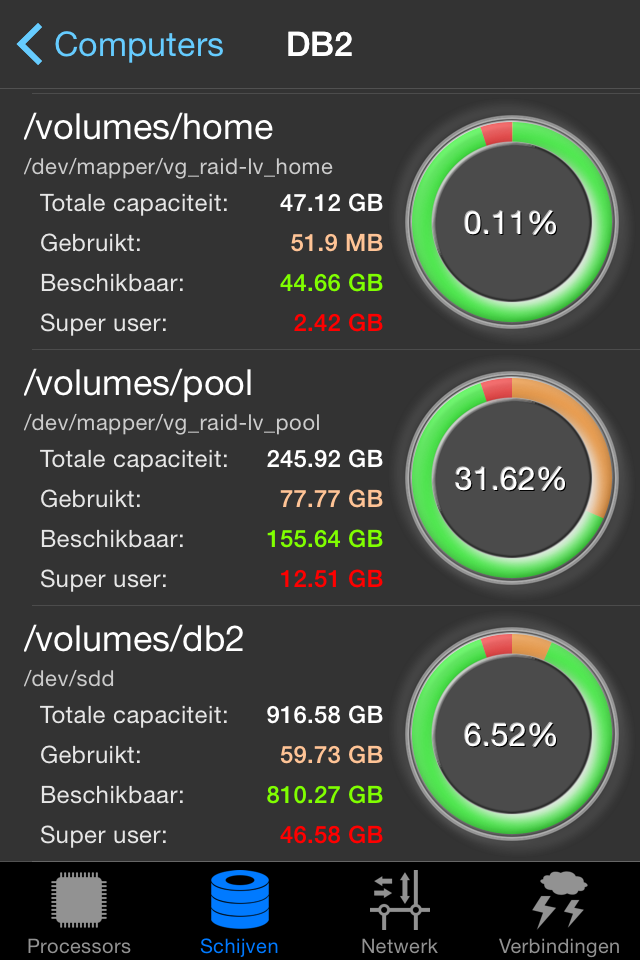 Computers DB2
/volumes/home
/dev/mapper/vg_raid-lv_home
Totale capaciteit: 47.12 GB
Gebruikt: 51.9 MB
Beschikbaar: 44.66 GB
Super user: 2.42 GB
0.11%
/volumes/pool
/dev/mapper/vg_raid-lv_pool
Totale capaciteit: 245.92 GB
Gebruikt: 77.77 GB
Beschikbaar: 155.64 GB
Super user: 12.51 GB
31.62%
/volumes/db2
/dev/sdd
Totale capaciteit: 916.58 GB
Gebruikt: 59.73 GB
Beschikbaar: 810.27 GB
Super user: 46.58 GB
6.52%
Processors Schijven Netwerk Verbindingen